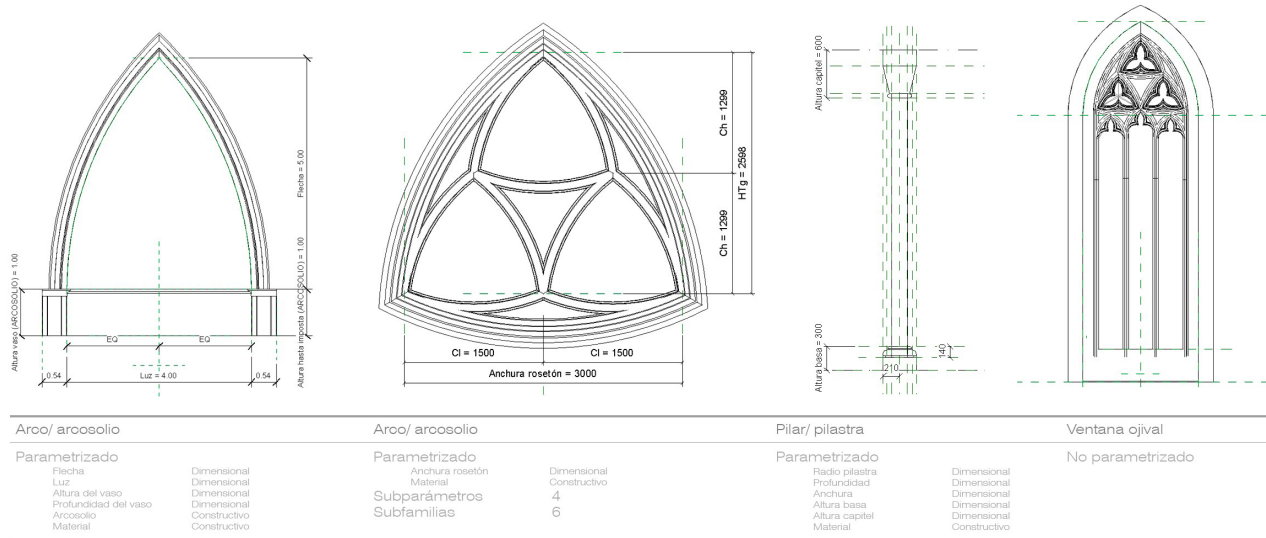 Altura vaso (ARCOSOLIO) = 1.00
EQ
EQ
0.54
Luz = 4.00
0.54
Flecha = 5.00
Altura hasta imposta (ARCOSOLIO) = 1.00
Ch = 1299
HTg = 2598
Ch = 1299
Cl = 1500
Cl = 1500
Anchura rosetón = 3000
Altura capitel = 600
Altura basa = 300
210
140
Arco/ arcosolio
Parametrizado
Flecha Dimensional
Luz Dimensional
Altura del vaso Dimensional
Profundidad del vaso Dimensional
Arcosolio Constructivo
Material Constructivo
Arco/ arcosolio
Parametrizado
Anchura rosetón Dimensional
Material Constructivo
Subparámetros 4
Subfamilias 6
Pilar/ pilastra
Parametrizado
Radio pilastra Dimensional
Profundidad Dimensional
Anchura Dimensional
Altura basa Dimensional
Altura capitel Dimensional
Material Constructivo
Ventana ojival
No parametrizado